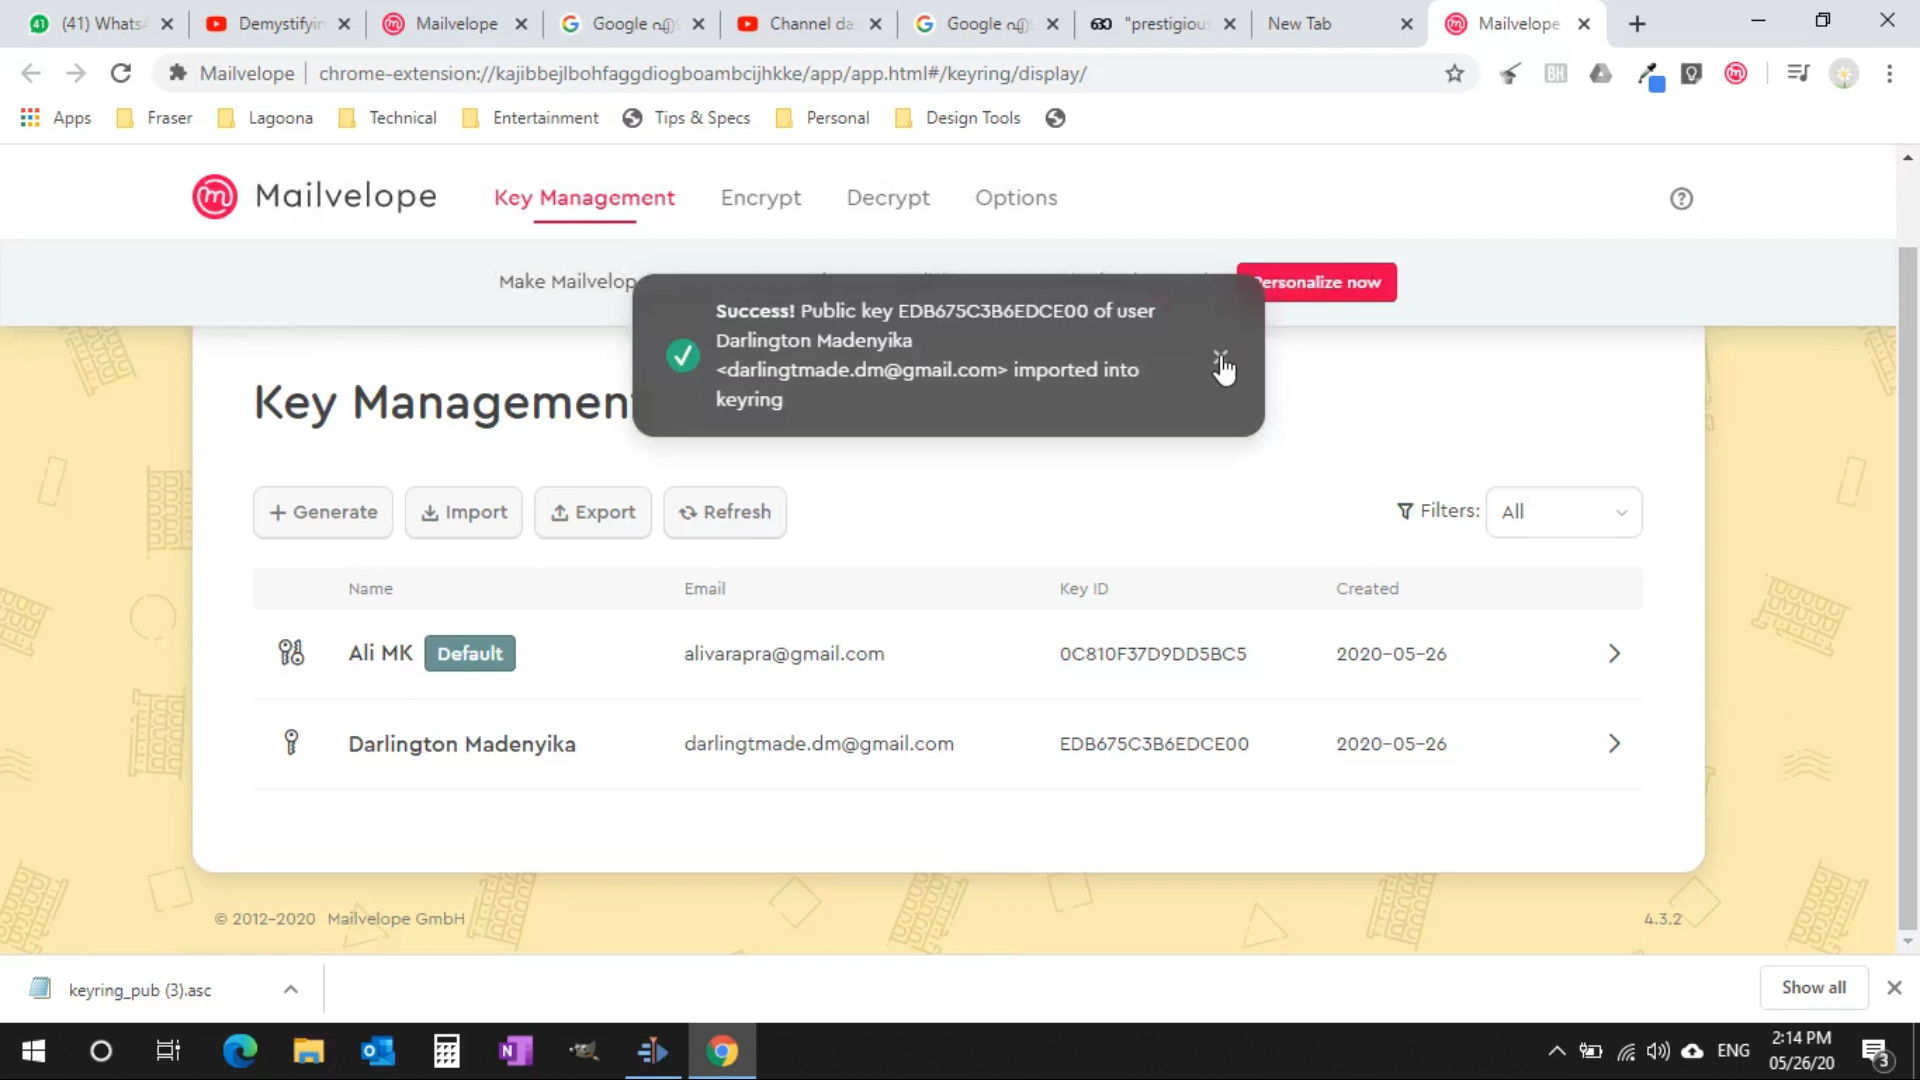 (41) Whats
Demystifyin
Mailvelope
Google എ
Channel da
Google എ
"prestigious
New Tab
Mailvelope
Mailvelope
chrome-extension://kajibbejlbohfaggdiogboambcijhkke/app/app.html#/keyring/display/
Apps
Fraser
Lagoona
Technical
Entertainment
Tips & Specs
Personal
Design Tools
Mailvelope
Key Management
Encrypt
Decrypt
Options
Make Mailvelop
Personalize now
Success! Public key EDB675C3B6EDCE00 of user
Darlington Madenyika
<darlingtmade.dm@gmail.com> imported into
keyring
Key Management
+ Generate
Import
Export
Refresh
Filters:
All
Name Email Key ID Created
Ali MK Default alivarapra@gmail.com 0C810F37D9DD5BC5 2020-05-26
Darlington Madenyika darlingtmade.dm@gmail.com EDB675C3B6EDCE00 2020-05-26
© 2012-2020 Mailvelope GmbH
4.3.2
keyring_pub (3).asc
Show all
ENG
2:14 PM
05/26/20
3